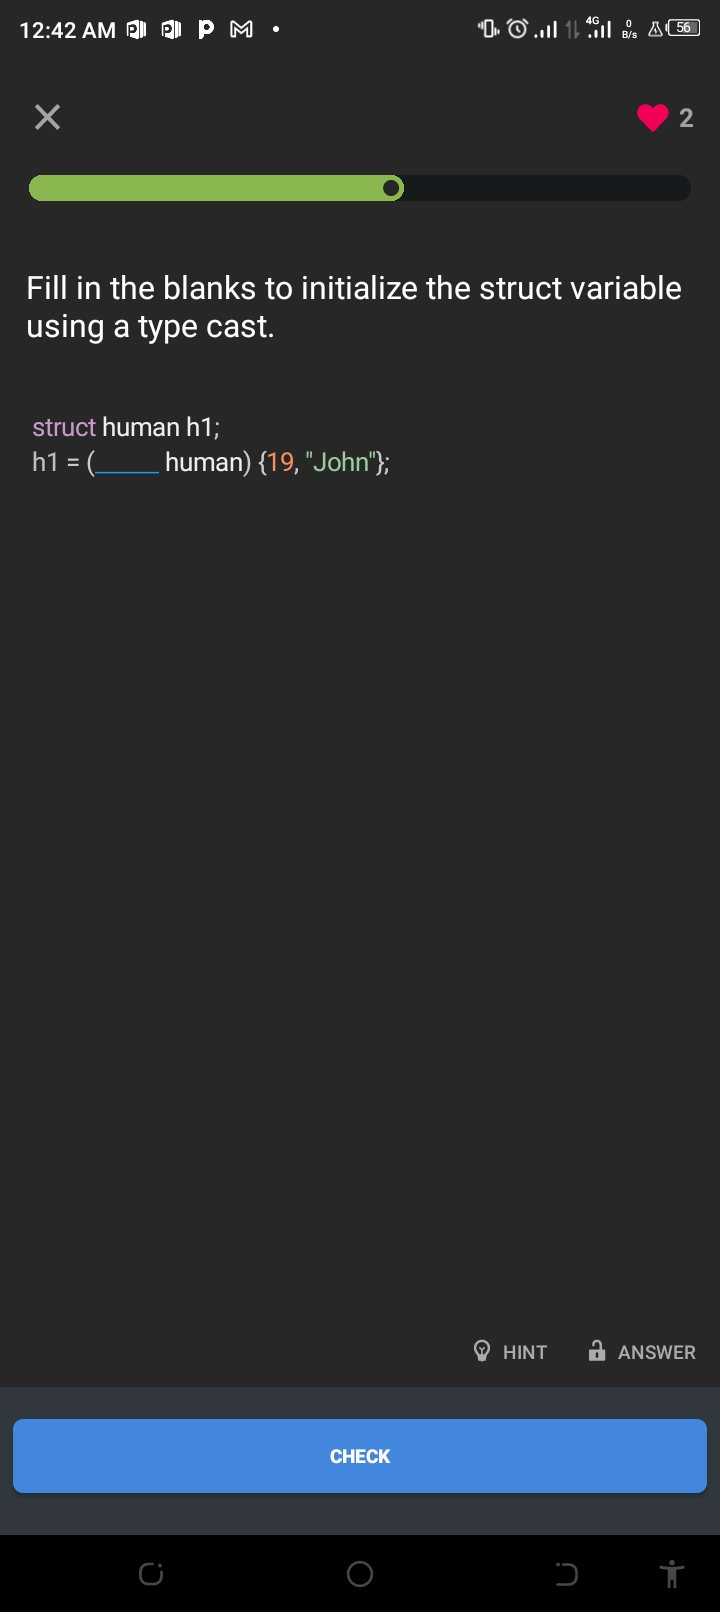 12:42 AM
4G
0
B/s
56
2
Fill in the blanks to initialize the struct variable
using a type cast.
struct human h1;
h1 = (_____ human) {19, "John"};
HINT
ANSWER
CHECK